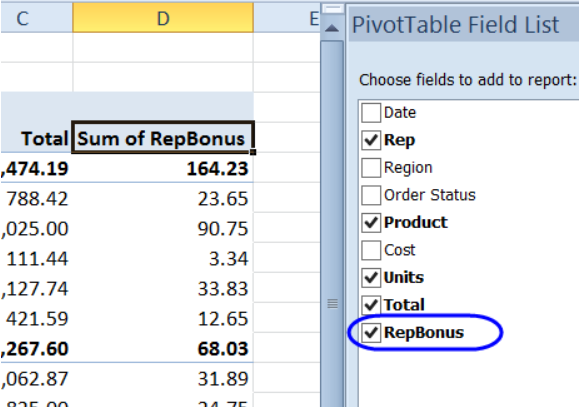 C D E
Total Sum of RepBonus
,474.19 164.23
788.42 23.65
,025.00 90.75
111.44 3.34
,127.74 33.83
421.59 12.65
,267.60 68.03
,062.87 31.89
PivotTable Field List
Choose fields to add to report:
Date
Rep
Region
Order Status
Product
Cost
Units
Total
RepBonus